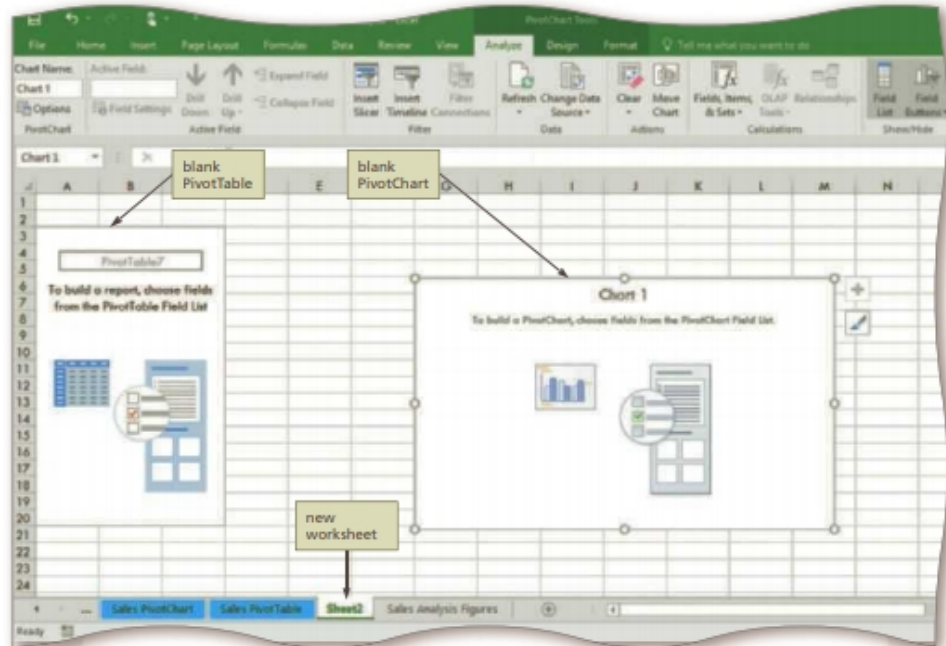 Excel
PivotChart Tools
File Home Insert Page Layout Formulas Data Review View Analyze Design Format Tell me what you want to do
Chart Name: Active Field:
Chart 1
Options Field Settings Drill Down Drill Up Expand Field Collapse Field
Insert Slicer Insert Timeline Filter Connections
Refresh Change Data Source
Clear Move Chart
Fields, Items, & Sets OLAP Tools Relationships
Field List Field Buttons
PivotChart Active Field Filter Data Actions Calculations Show/Hide
Chart 1
blank
PivotTable
blank
PivotChart
A B E G H I J K L M N
1
2
3
4
5
6
7
8
9
10
11
12
13
14
15
16
17
18
19
20
21
22
23
24
PivotTable7
To build a report, choose fields
from the PivotTable Field List
Chart 1
To build a PivotChart, choose fields from the PivotChart Field List
new
worksheet
... Sales PivotChart Sales PivotTable Sheet2 Sales Analysis Figures
Ready